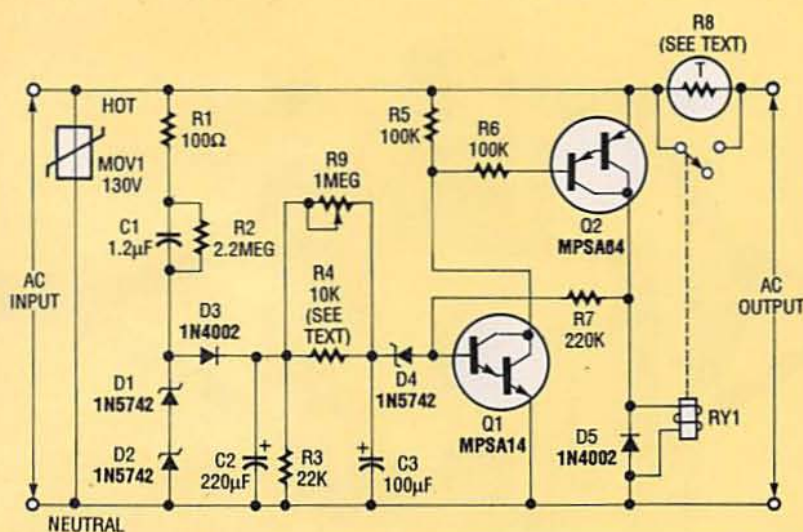 R8
(SEE TEXT)
T
HOT
MOV1
130V
R1
100Ω
R5
100K
R6
100K
R9
1MEG
C1
1.2µF
R2
2.2MEG
Q2
MPSA64
AC
INPUT
D3
1N4002
R4
10K
(SEE
TEXT)
R7
220K
AC
OUTPUT
D1
1N5742
D4
1N5742
RY1
D2
1N5742
C2
220µF
+
R3
22K
+
C3
100µF
Q1
MPSA14
D5
1N4002
NEUTRAL